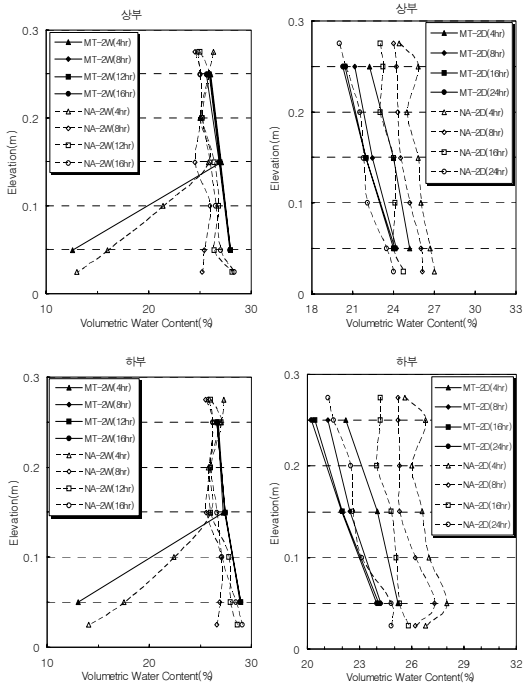 상부
0.3
0.2
0.1
0
Elevation(m)
MT-2W(4hr)
MT-2W(8hr)
MT-2W(12hr)
MT-2W(16hr)
NA-2W(4hr)
NA-2W(8hr)
NA-2W(12hr)
NA-2W(16hr)
10 20 30
Volumetric Water Content(%)
상부
0.3
0.2
0.1
0
Elevation(m)
MT-2D(4hr)
MT-2D(8hr)
MT-2D(16hr)
MT-2D(24hr)
NA-2D(4hr)
NA-2D(8hr)
NA-2D(16hr)
NA-2D(24hr)
18 21 24 27 30 33
Volumetric Water Content(%)
하부
0.3
0.2
0.1
0
Elevation(m)
MT-2W(4hr)
MT-2W(8hr)
MT-2W(12hr)
MT-2W(16hr)
NA-2W(4hr)
NA-2W(8hr)
NA-2W(12hr)
NA-2W(16hr)
10 20 30
Volumetric Water Content(%)
하부
0.3
0.2
0.1
0
Elevation(m)
MT-2D(4hr)
MT-2D(8hr)
MT-2D(16hr)
MT-2D(24hr)
NA-2D(4hr)
NA-2D(8hr)
NA-2D(16hr)
NA-2D(24hr)
20 22 24 26 28 30 32
Volumetric Water Content(%)